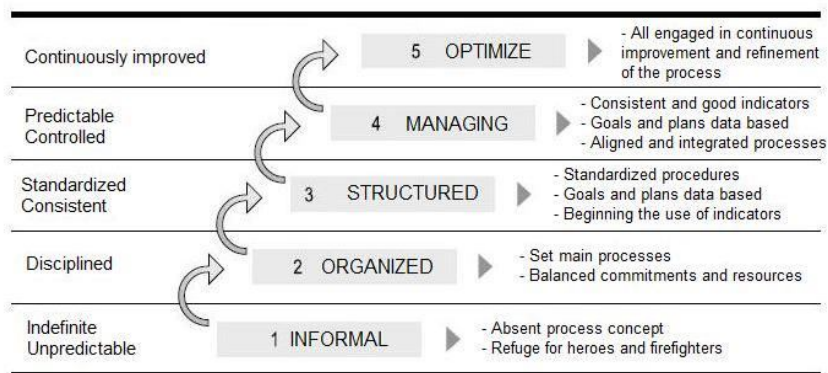 Continuously improved
5 OPTIMIZE
- All engaged in continuous
improvement and refinement
of the process
Predictable
Controlled
4 MANAGING
- Consistent and good indicators
- Goals and plans data based
- Aligned and integrated processes
Standardized
Consistent
3 STRUCTURED
- Standardized procedures
- Goals and plans data based
- Beginning the use of indicators
Disciplined
2 ORGANIZED
- Set main processes
- Balanced commitments and resources
Indefinite
Unpredictable
1 INFORMAL
- Absent process concept
- Refuge for heroes and firefighters